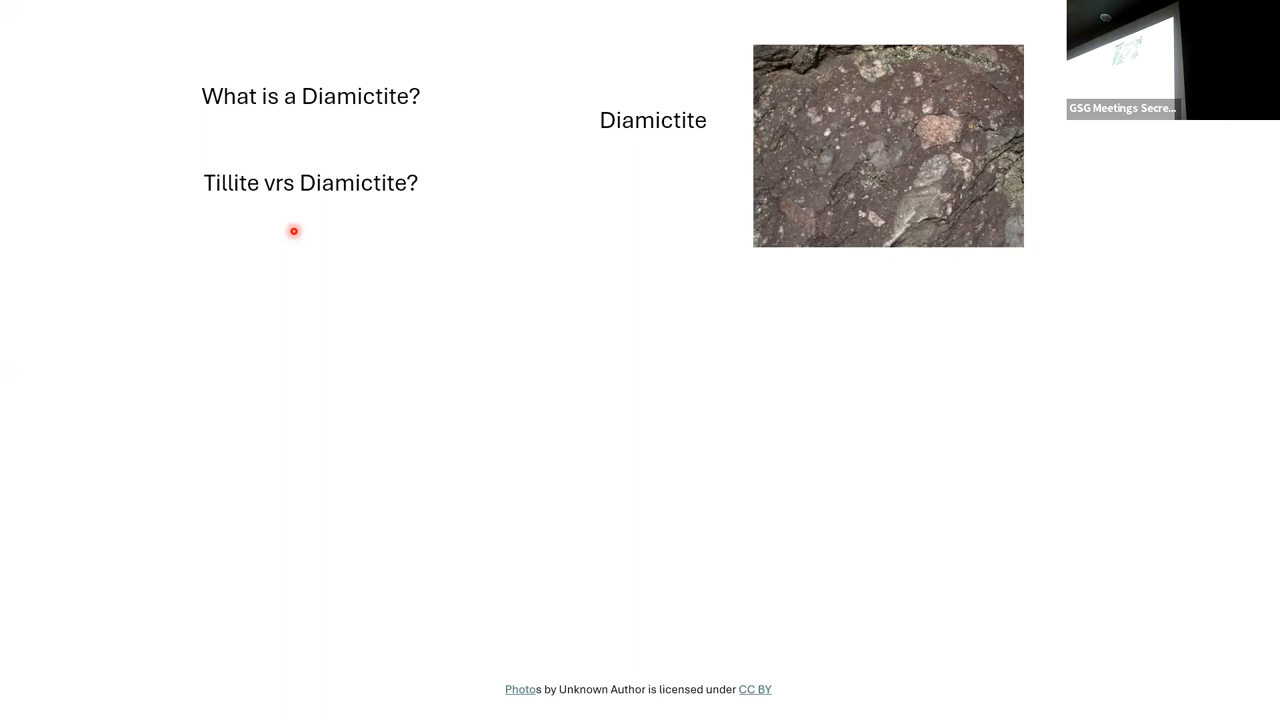 What is a Diamictite?
Diamictite
Tillite vrs Diamictite?
GSG Meetings Secre...
Photos by Unknown Author is licensed under CC BY